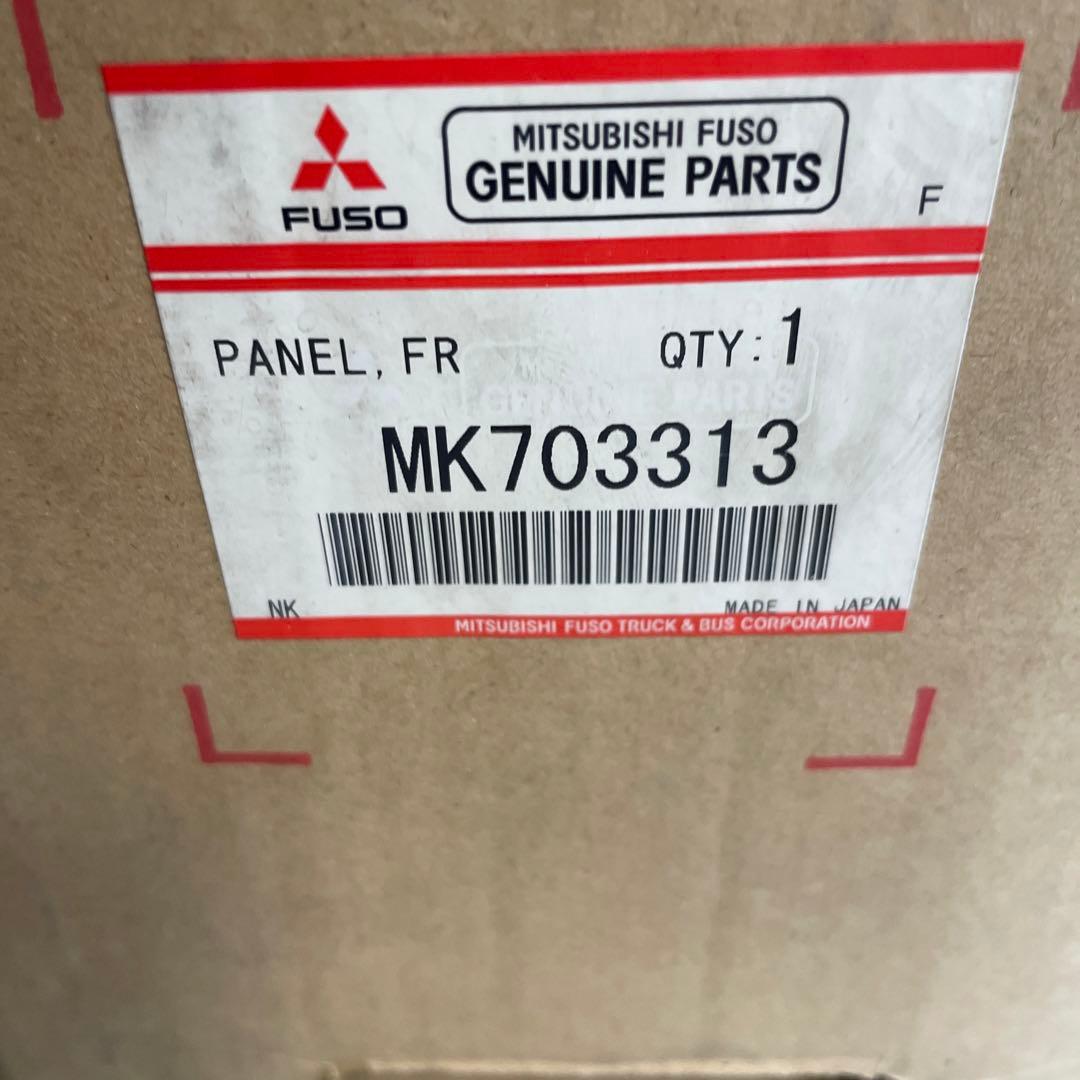 MITSUBISHI FUSO
GENUINE PARTS
FUSO
F
PANEL, FR QTY: 1
MK703313
NK MADE IN JAPAN
MITSUBISHI FUSO TRUCK & BUS CORPORATION